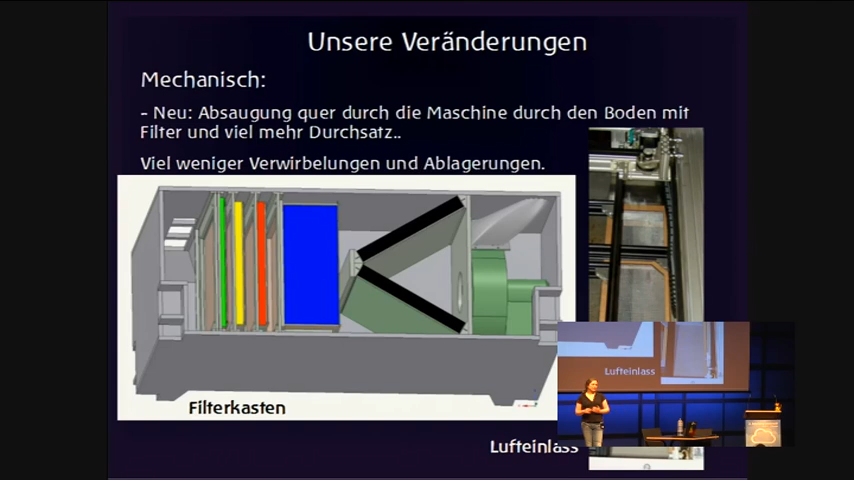 Unsere Veränderungen
Mechanisch:
- Neu: Absaugung quer durch die Maschine durch den Boden mit
Filter und viel mehr Durchsatz..
Viel weniger Verwirbelungen und Ablagerungen.
Filterkasten
Lufteinlass
Lufteinlass